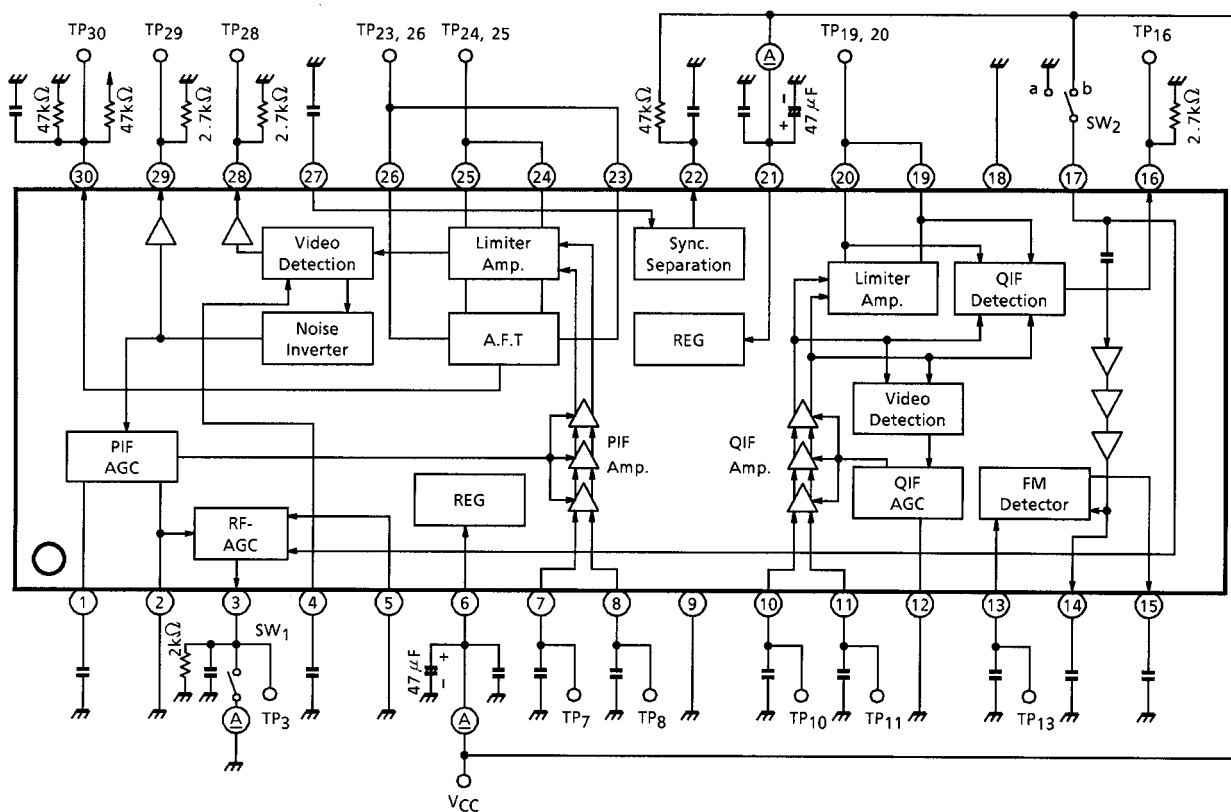 TP30 TP29 TP28 TP23, 26 TP24, 25 TP19, 20 TP16
A
47kΩ 47kΩ 2.7kΩ 2.7kΩ 47kΩ − + 47μF a b SW2 2.7kΩ
30 29 28 27 26 25 24 23 22 21 20 19 18 17 16
Video
Detection
Limiter
Amp.
Sync.
Separation
Limiter
Amp.
QIF
Detection
Noise
Inverter
A.F.T
REG
Video
Detection
PIF
AGC
PIF
Amp.
QIF
Amp.
REG
QIF
AGC
FM
Detector
RF-
AGC
1 2 3 4 5 6 7 8 9 10 11 12 13 14 15
2kΩ SW1 47μF + −
TP3 TP7 TP8 TP10 TP11 TP13
A A
VCC